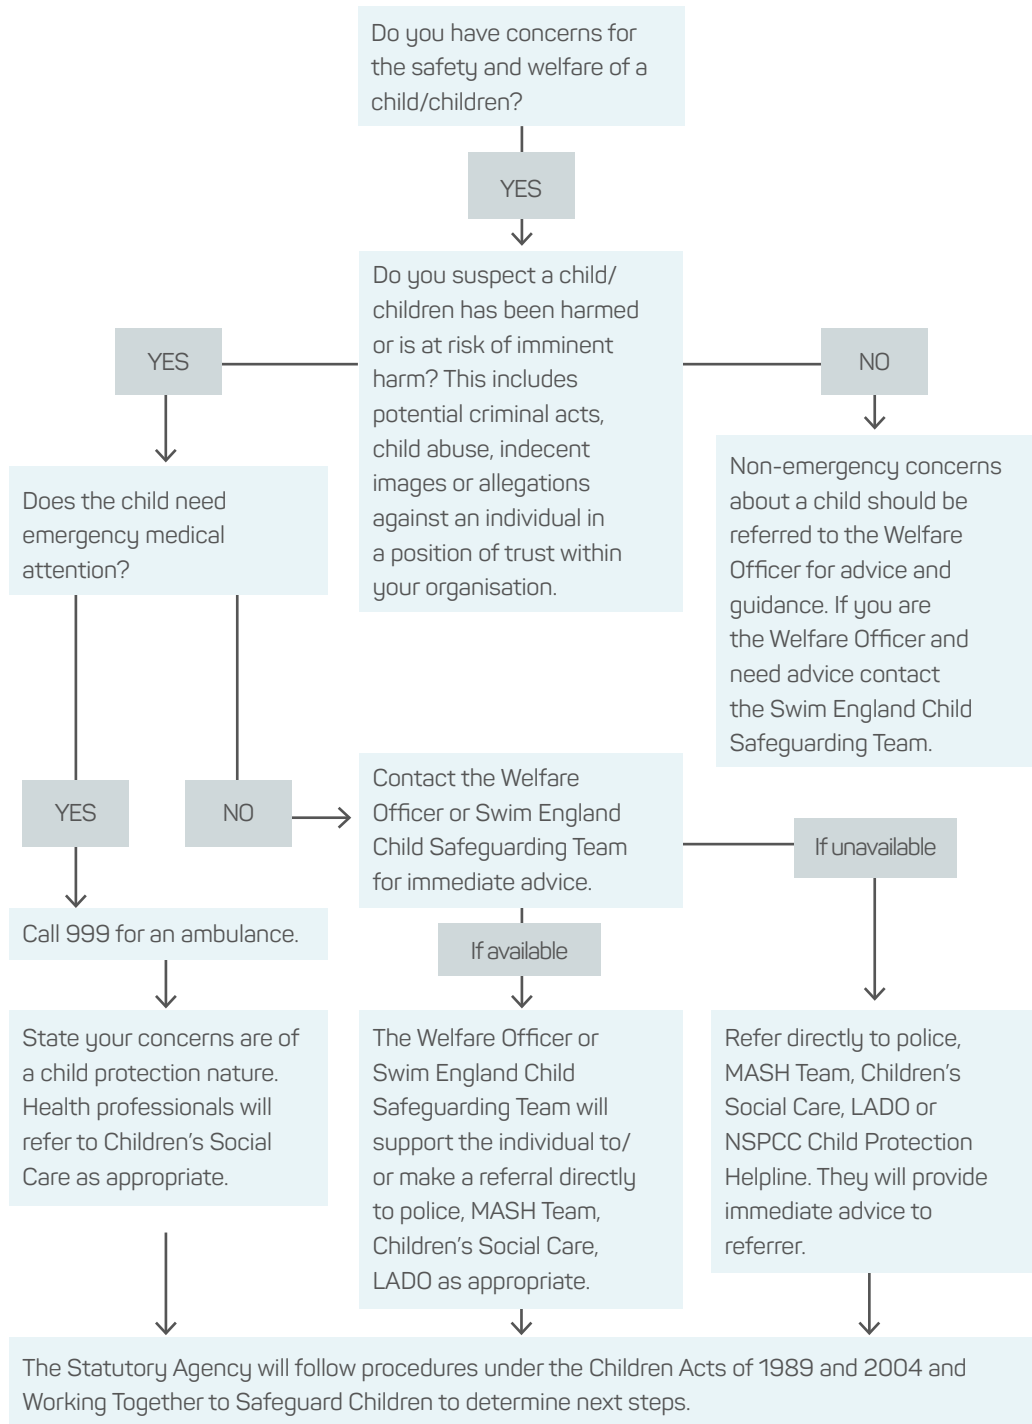 Do you have concerns for
the safety and welfare of a
child/children?
YES
Do you suspect a child/
children has been harmed
or is at risk of imminent
harm? This includes
potential criminal acts,
child abuse, indecent
images or allegations
against an individual in
a position of trust within
your organisation.
YES
NO
Does the child need
emergency medical
attention?
Non-emergency concerns
about a child should be
referred to the Welfare
Officer for advice and
guidance. If you are
the Welfare Officer and
need advice contact
the Swim England Child
Safeguarding Team.
YES
NO
Contact the Welfare
Officer or Swim England
Child Safeguarding Team
for immediate advice.
If unavailable
Call 999 for an ambulance.
If available
State your concerns are of
a child protection nature.
Health professionals will
refer to Children's Social
Care as appropriate.
The Welfare Officer or
Swim England Child
Safeguarding Team will
support the individual to/
or make a referral directly
to police, MASH Team,
Children's Social Care,
LADO as appropriate.
Refer directly to police,
MASH Team, Children's
Social Care, LADO or
NSPCC Child Protection
Helpline. They will provide
immediate advice to
referrer.
The Statutory Agency will follow procedures under the Children Acts of 1989 and 2004 and
Working Together to Safeguard Children to determine next steps.